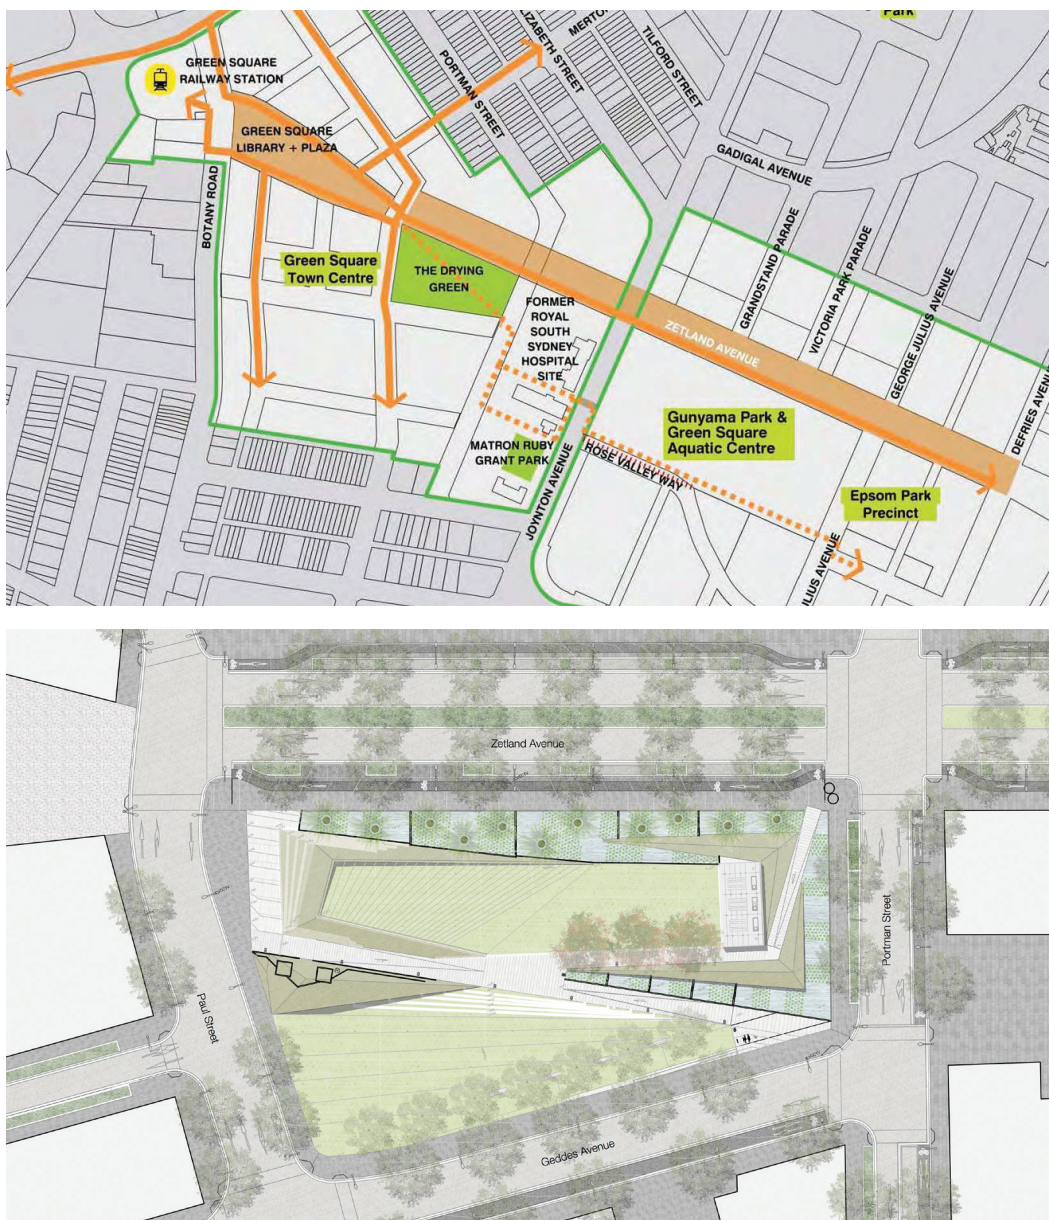 Park
MERTON
ELIZABETH STREET
TILFORD STREET
PORTMAN STREET
GREEN SQUARE
RAILWAY STATION
GREEN SQUARE
LIBRARY + PLAZA
GADIGAL AVENUE
BOTANY ROAD
Green Square
Town Centre
THE DRYING
GREEN
FORMER
ROYAL
SOUTH
SYDNEY
HOSPITAL
SITE
GRANDSTAND PARADE
VICTORIA PARK PARADE
GEORGE JULIUS AVENUE
DEFRIES AVENUE
ZETLAND AVENUE
Gunyama Park &
Green Square
Aquatic Centre
MATRON RUBY
GRANT PARK
JOYNTON AVENUE
ROSE VALLEY WAY
Epsom Park
Precinct
LIUS AVENUE
Zetland Avenue
Portman Street
Paul Street
Geddes Avenue